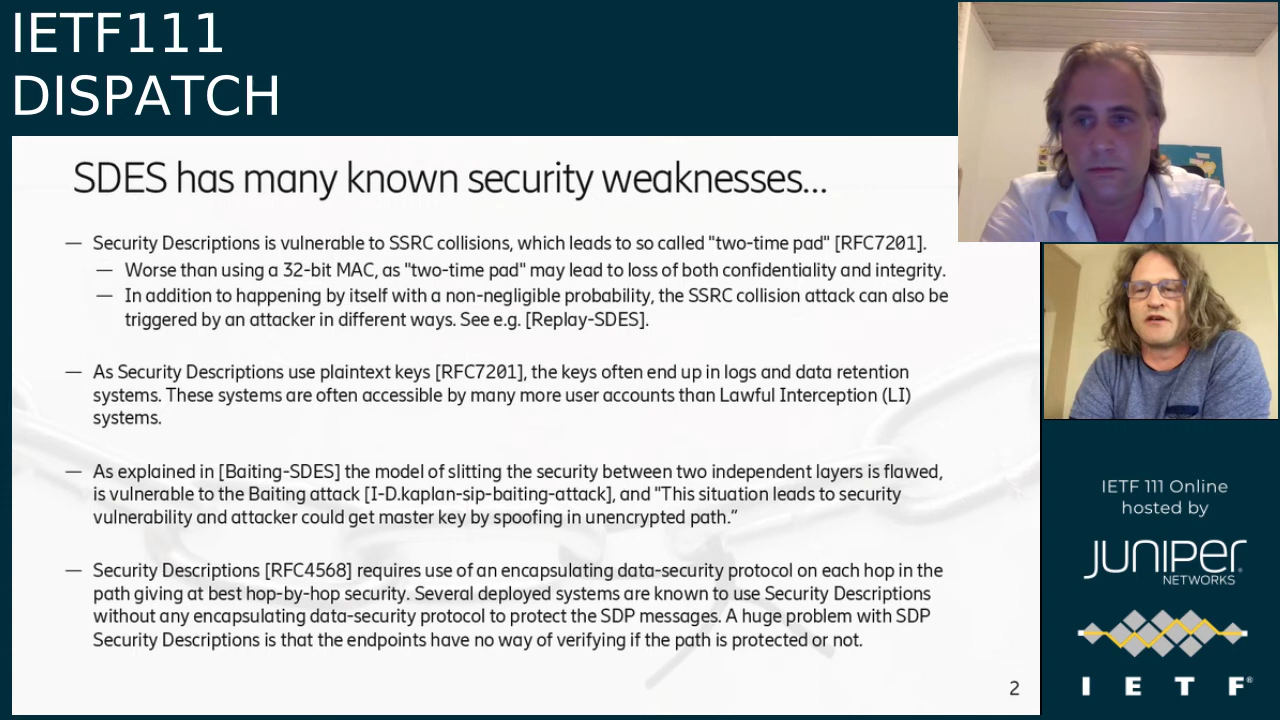 IETF111
DISPATCH
SDES has many known security weaknesses...
— Security Descriptions is vulnerable to SSRC collisions, which leads to so called "two-time pad" [RFC7201].
— Worse than using a 32-bit MAC, as "two-time pad" may lead to loss of both confidentiality and integrity.
— In addition to happening by itself with a non-negligible probability, the SSRC collision attack can also be
triggered by an attacker in different ways. See e.g. [Replay-SDES].
— As Security Descriptions use plaintext keys [RFC7201], the keys often end up in logs and data retention
systems. These systems are often accessible by many more user accounts than Lawful Interception (LI)
systems.
— As explained in [Baiting-SDES] the model of slitting the security between two independent layers is flawed,
is vulnerable to the Baiting attack [I-D.kaplan-sip-baiting-attack], and "This situation leads to security
vulnerability and attacker could get master key by spoofing in unencrypted path.”
— Security Descriptions [RFC4568] requires use of an encapsulating data-security protocol on each hop in the
path giving at best hop-by-hop security. Several deployed systems are known to use Security Descriptions
without any encapsulating data-security protocol to protect the SDP messages. A huge problem with SDP
Security Descriptions is that the endpoints have no way of verifying if the path is protected or not.
2
IETF 111 Online
hosted by
JUNIPEr
NETWORKS
I E T F®